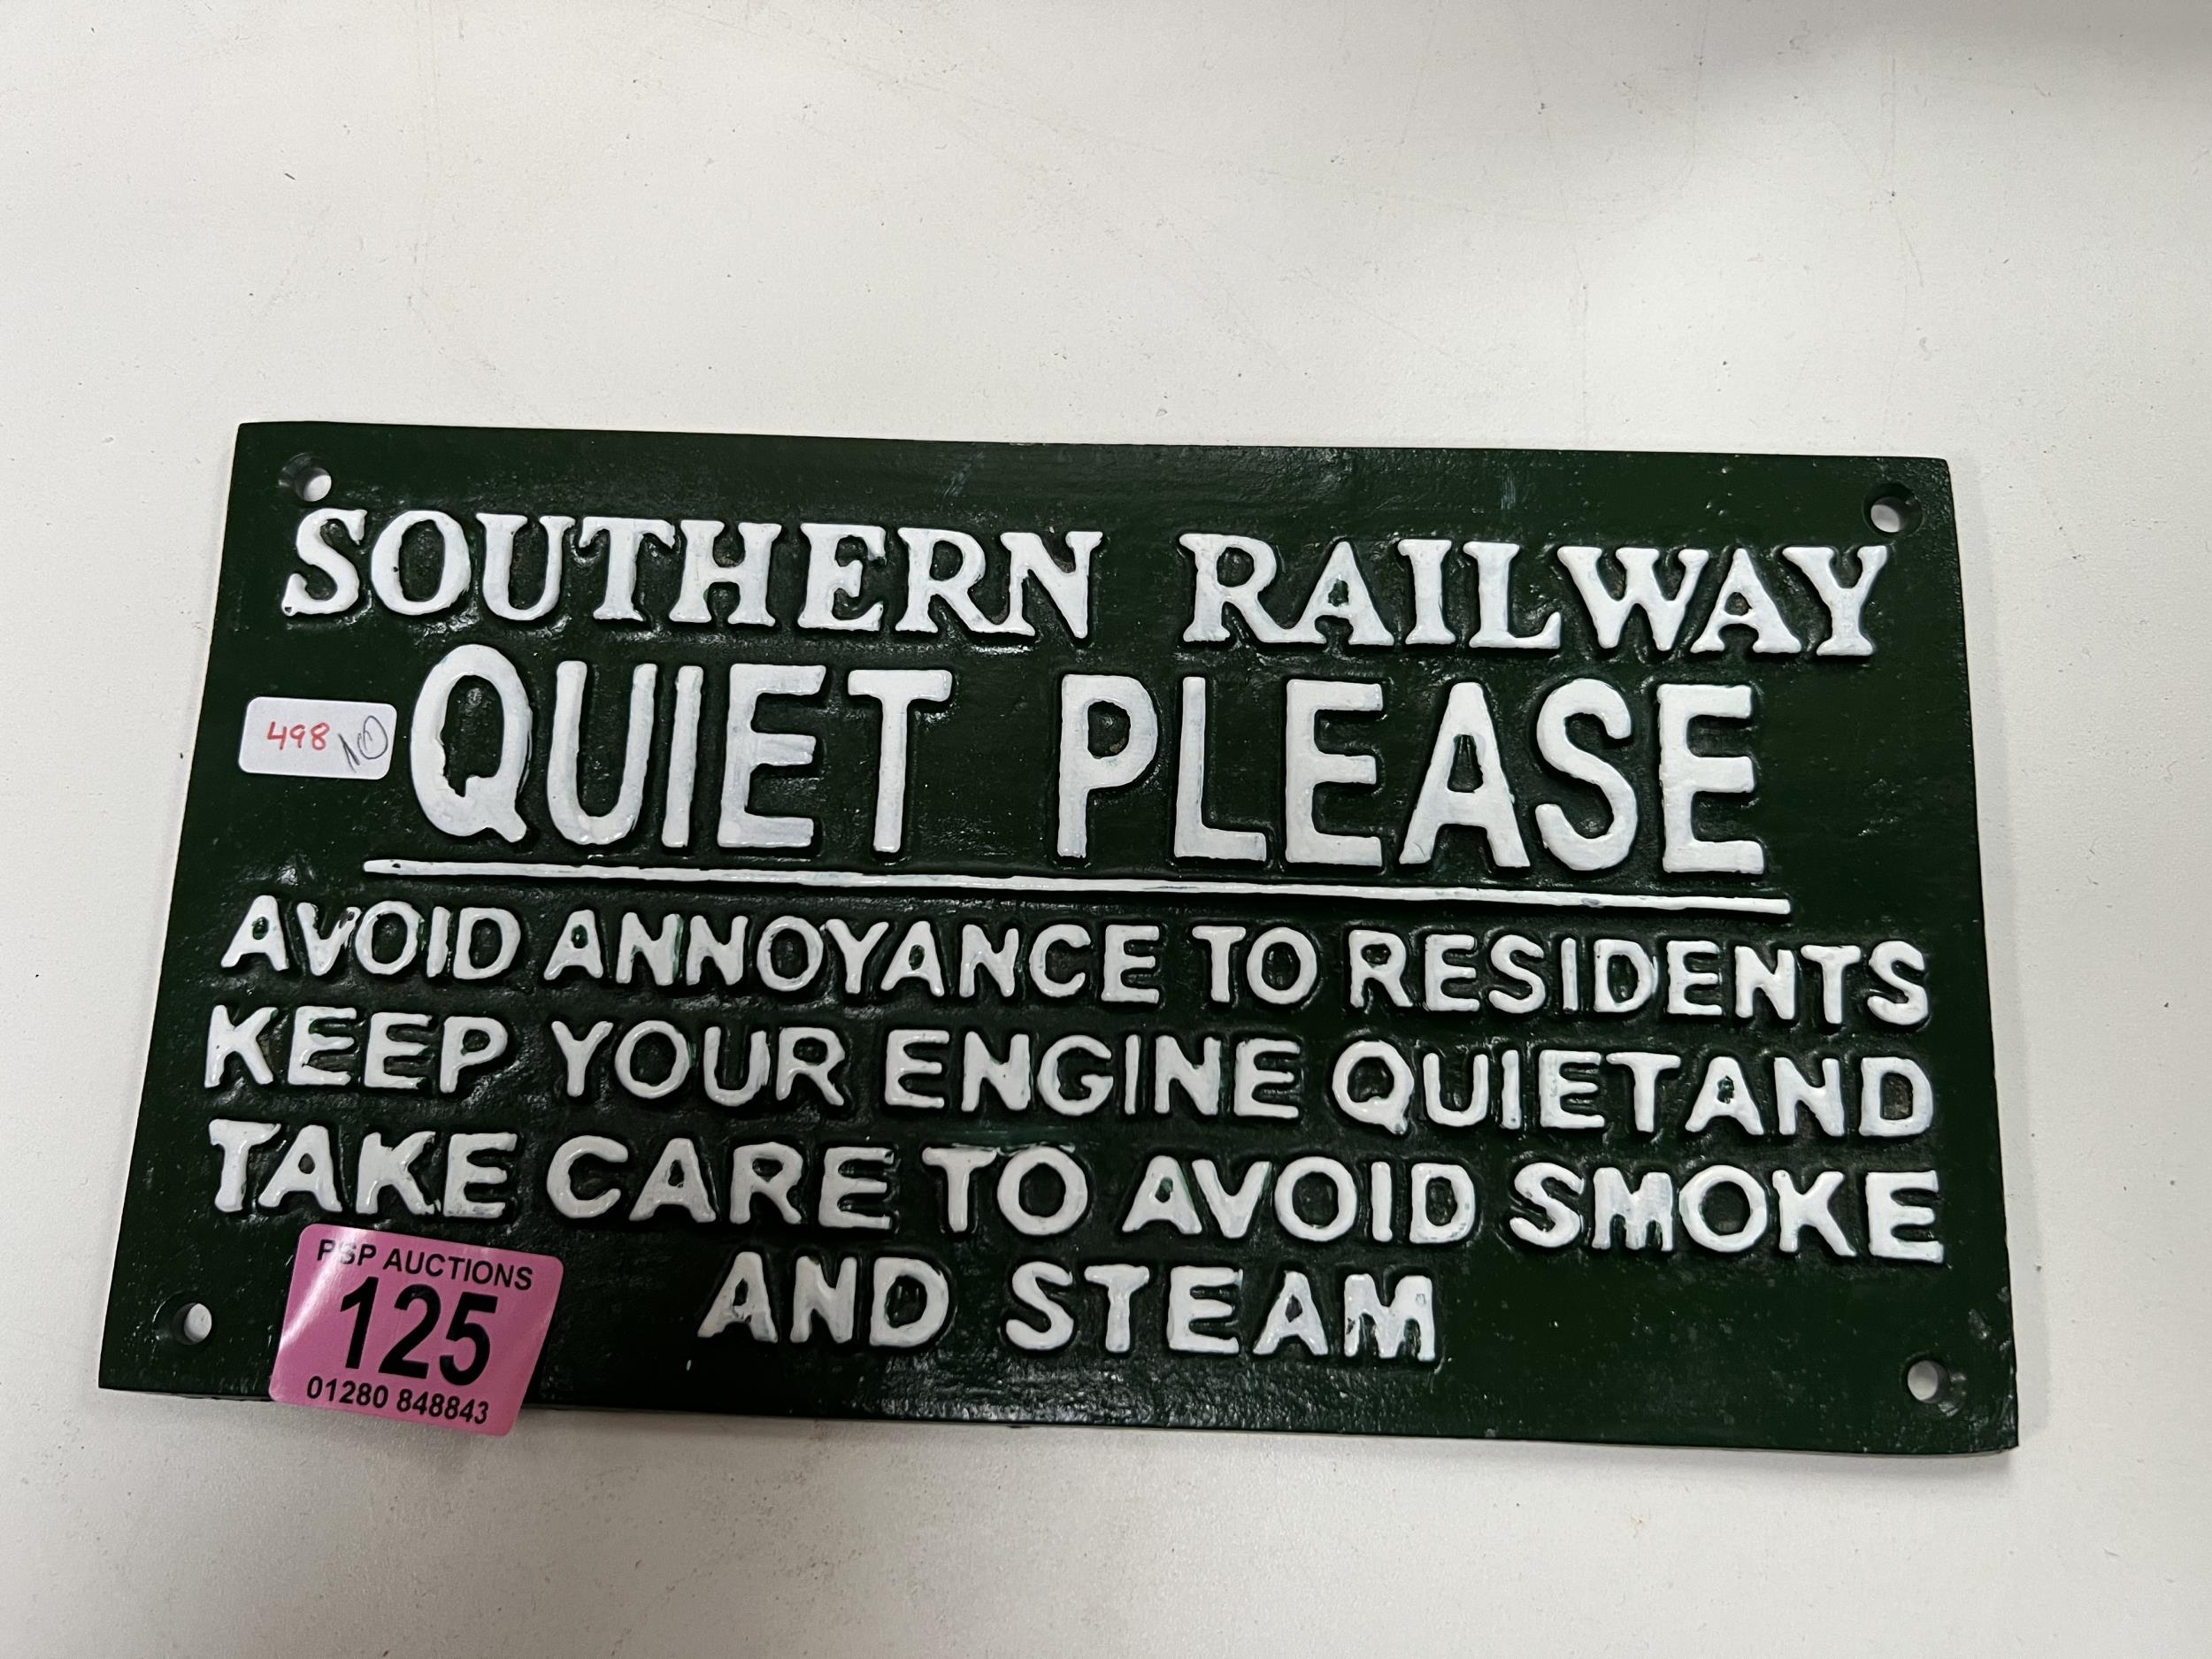 SOUTHERN RAILWAY
QUIET PLEASE
498
AVOID ANNOYANCE TO RESIDENTS
KEEP YOUR ENGINE QUIETAND
TAKE CARE TO AVOID SMOKE
AND STEAM
PSP AUCTIONS
125
01280 848843